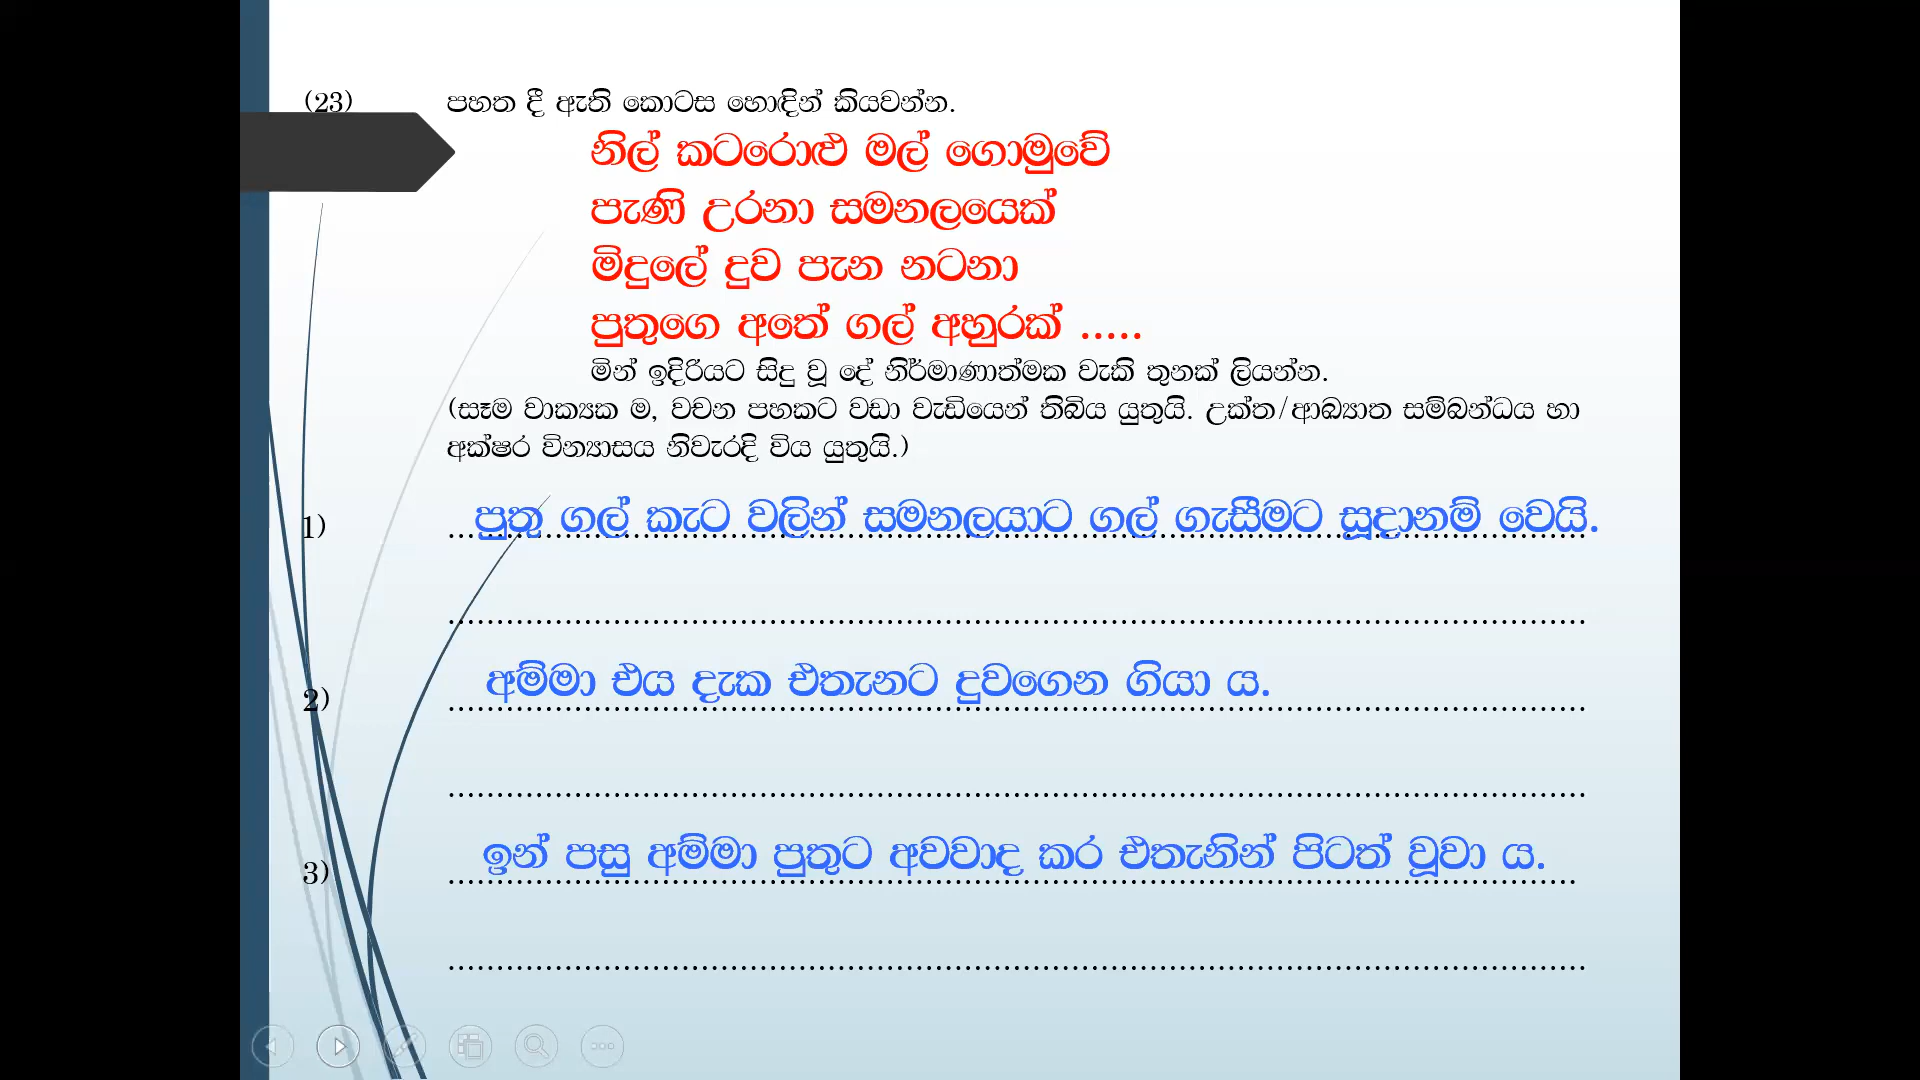 (23) පහත දී ඇති කොටස හොඳින් කියවන්න.
නිල් කටරොළු මල් ගොමුවේ
පැණි උරනා සමනලයෙක්
මිදුලේ දුව පැන නටනා
පුතුගෙ අතේ ගල් අහුරක් .....
මින් ඉදිරියට සිදු වූ දේ නිර්මාණාත්මක වැකි තුනක් ලියන්න.
(සෑම වාක්‍යක ම, වචන පහකට වඩා වැඩියෙන් තිබිය යුතුයි. උක්ත/ආඛ්‍යාත සම්බන්ධය හා
අක්ෂර වින්‍යාසය නිවැරදි විය යුතුයි.)
1) පුතු ගල් කැට වලින් සමනලයාට ගල් ගැසීමට සූදානම් වෙයි.
2) අම්මා එය දැක එතැනට දුවගෙන ගියා ය.
3) ඉන් පසු අම්මා පුතුට අවවාද කර එතැනින් පිටත් වූවා ය.